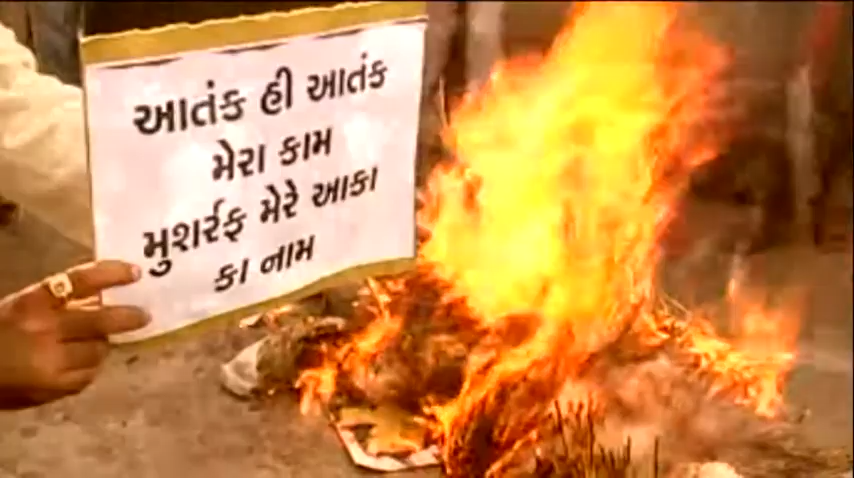 આતંક હી આતંક
મેરા કામ
મુશર્રફ મેરે આકા
કા નામ